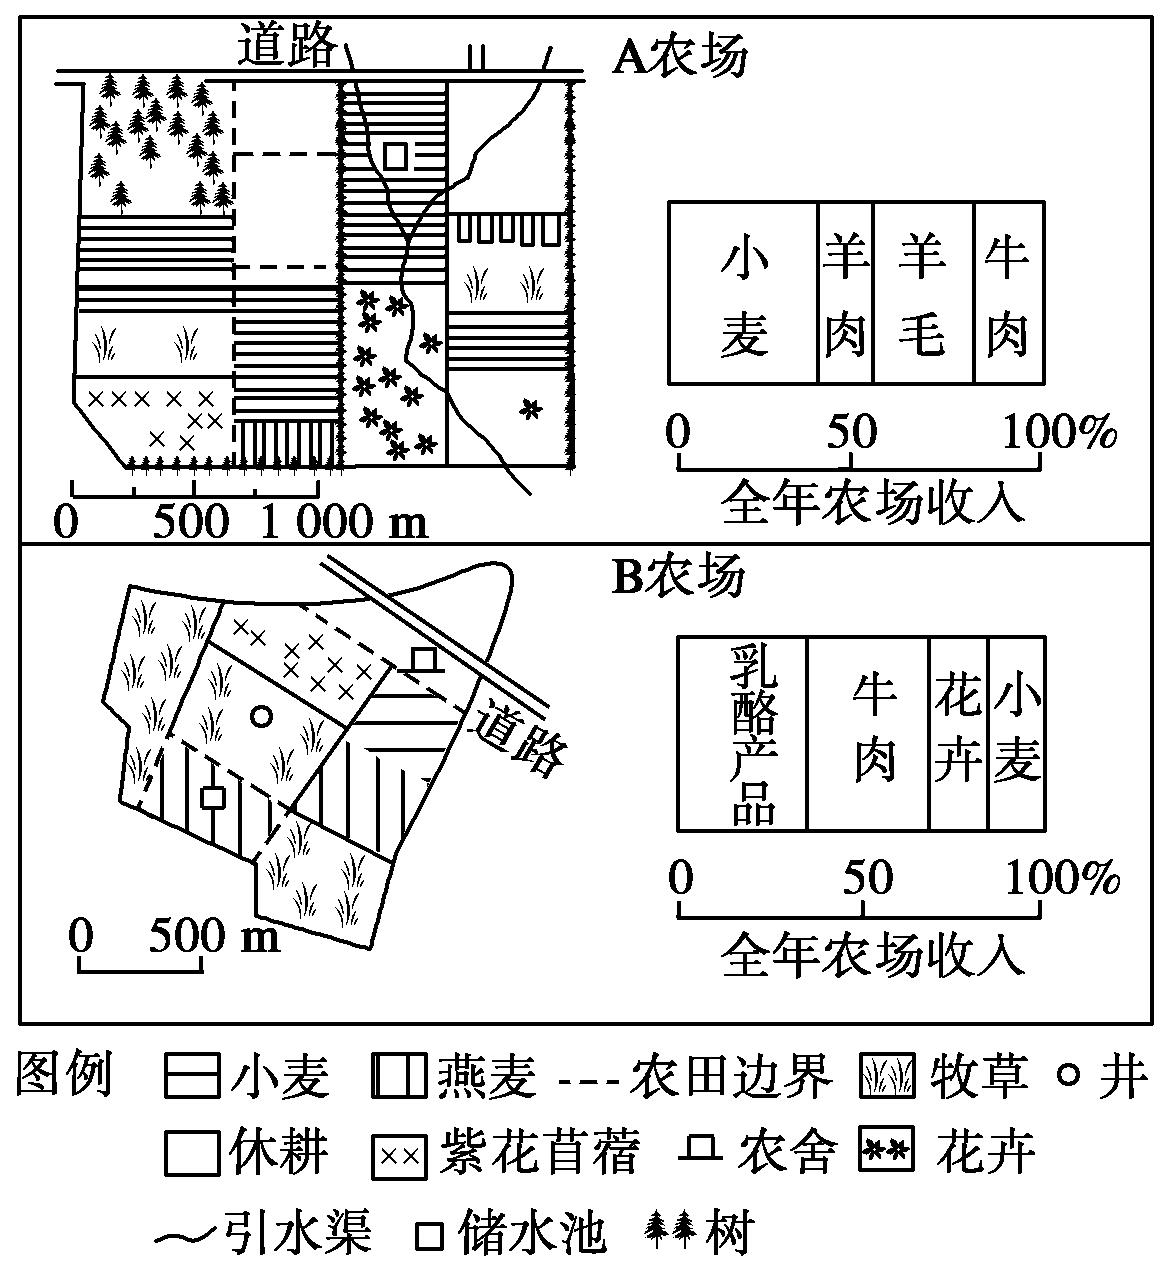 道路
A农场
小麦
羊肉
羊毛
牛肉
0 50 100%
全年农场收入
0 500 1 000 m
B农场
道路
乳酪产品
牛肉
花卉
小麦
0 50 100%
全年农场收入
0 500 m
图例 小麦 燕麦 农田边界 牧草 井
休耕 紫花苜蓿 农舍 花卉
引水渠 储水池 树